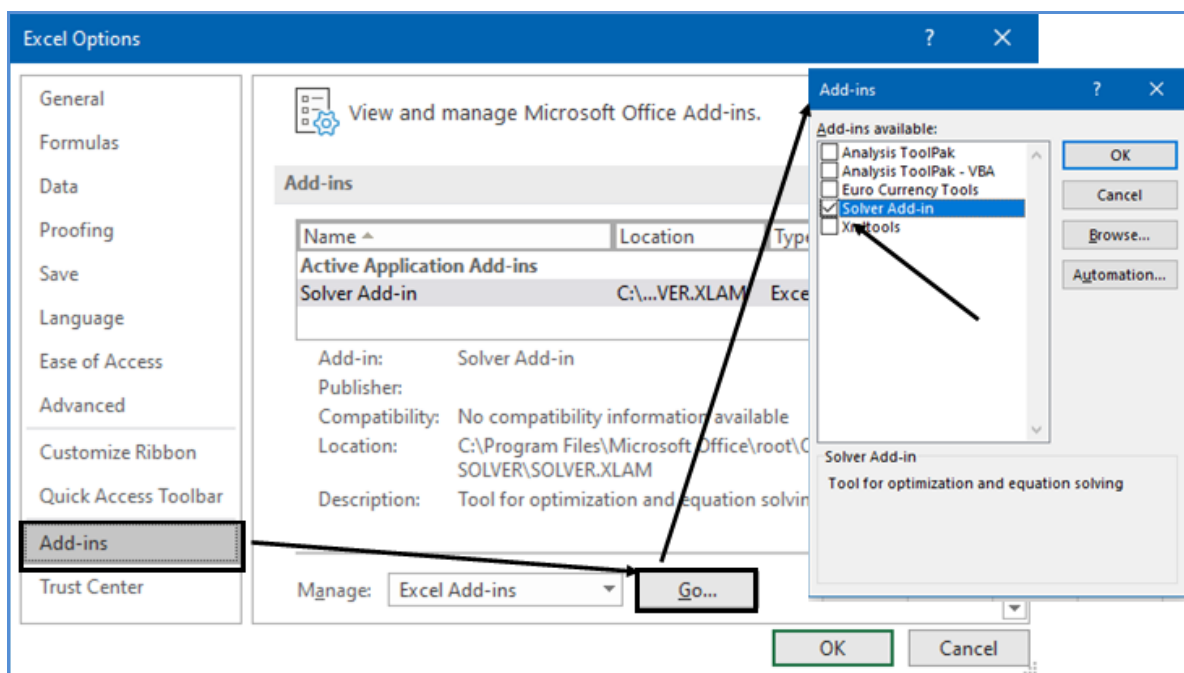 Excel Options
?
General
Formulas
Data
Proofing
Save
Language
Ease of Access
Advanced
Customize Ribbon
Quick Access Toolbar
Add-ins
Trust Center
View and manage Microsoft Office Add-ins.
Add-ins
Name Location
Active Application Add-ins
Solver Add-in C:\...VER.XLAM Exce
Add-in: Solver Add-in
Publisher:
Compatibility: No compatibility information available
Location: C:\Program Files\Microsoft Office\root\
SOLVER\SOLVER.XLAM
Description: Tool for optimization and equation solvin
Manage: Excel Add-ins Go...
OK Cancel
Add-ins ?
Add-ins available:
Analysis ToolPak
Analysis ToolPak - VBA
Euro Currency Tools
Solver Add-in
OK
Cancel
Browse...
Automation...
Solver Add-in
Tool for optimization and equation solving